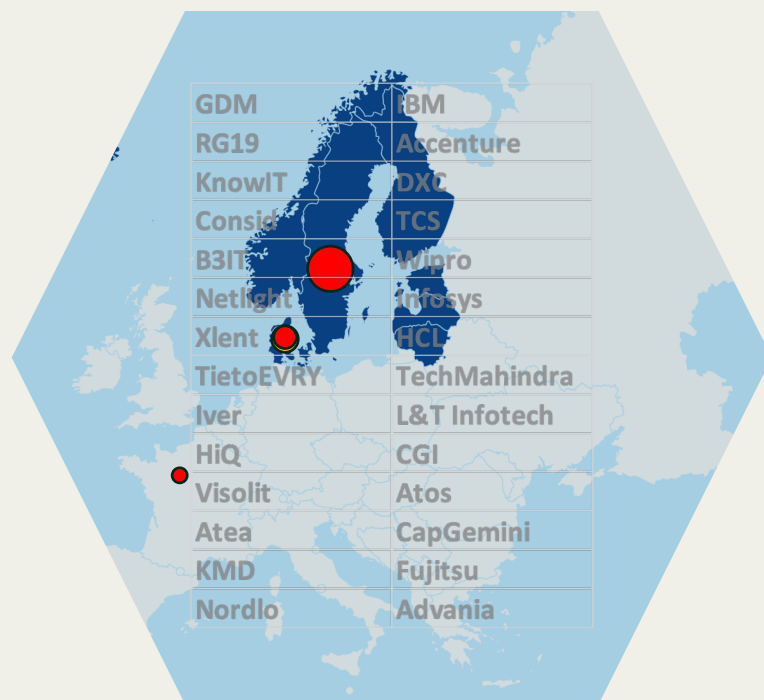 GDM IBM
RG19 Accenture
KnowIT DXC
Consid TCS
B3IT Wipro
Netlight Infosys
Xlent HCL
TietoEVRY TechMahindra
Iver L&T Infotech
HiQ CGI
Visolit Atos
Atea CapGemini
KMD Fujitsu
Nordlo Advania